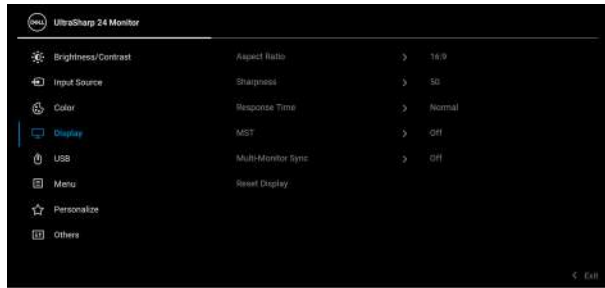 DELL UltraSharp 24 Monitor
Brightness/Contrast Aspect Ratio > 16:9
Input Source Sharpness > 50
Color Response Time > Normal
Display MST > Off
USB Multi-Monitor Sync > Off
Menu Reset Display
Personalize
Others
< Exit